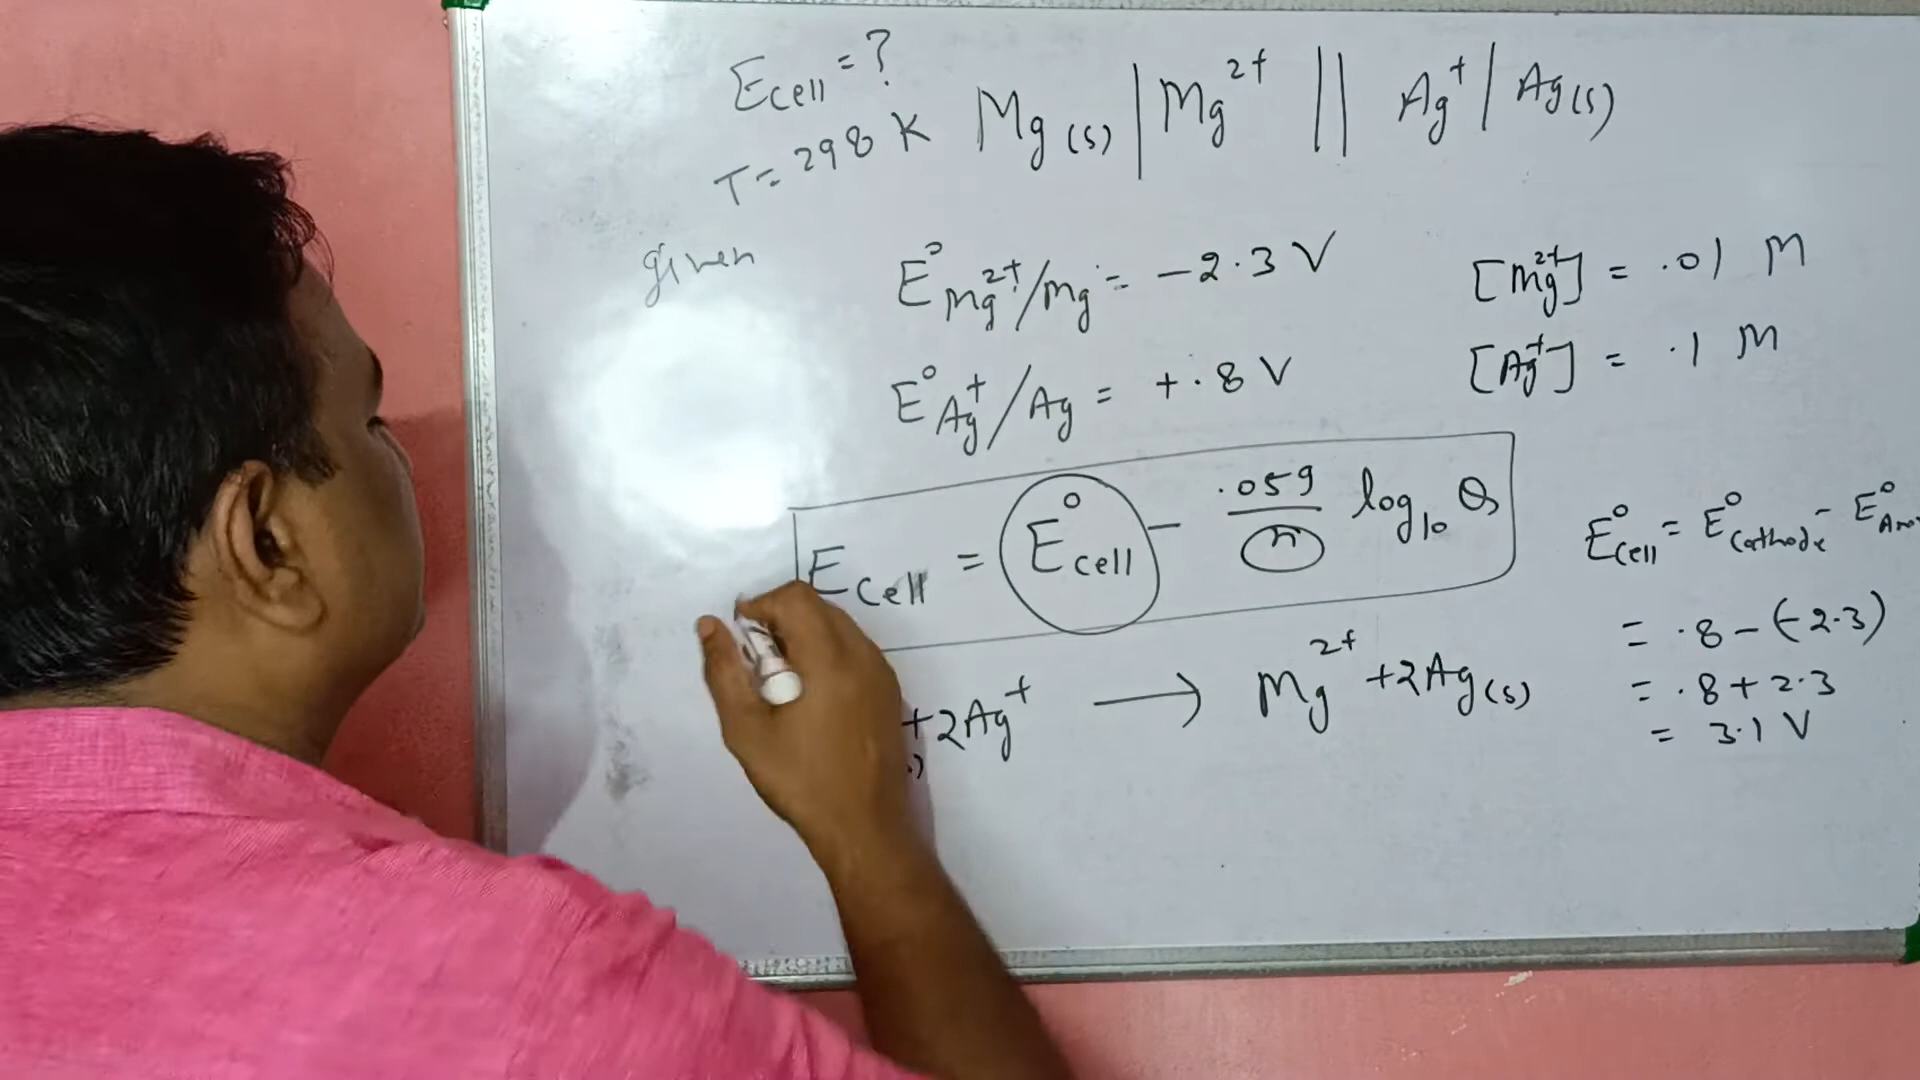 Ecell = ?
T = 298 K
Mg(s) | Mg²⁺ || Ag⁺ | Ag(s)
given
E° Mg²⁺/Mg = -2.3 V
[Mg²⁺] = .01 M
E° Ag⁺/Ag = +.8 V
[Ag⁺] = .1 M
Ecell = E°cell - .059/n log₁₀ Q
E°cell = E°Cathode - E°
= .8 - (-2.3)
+ 2Ag⁺ → Mg²⁺ + 2Ag(s)
= .8 + 2.3
= 3.1 V